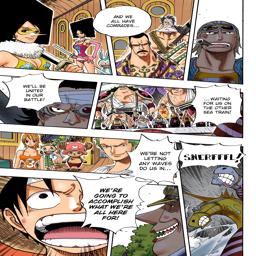 AND WE
ALL HAVE
COMRADES...
WE'LL BE
UNITED
IN OUR
BATTLE!
...WAITING
FOR US ON
THE OTHER
SEA TRAIN!
WE'RE NOT
LETTING
ANY WAVES
DO US IN...
SNERFFFL?
WE'RE
GOING TO
ACCOMPLISH
WHAT WE'RE
ALL HERE
FOR!